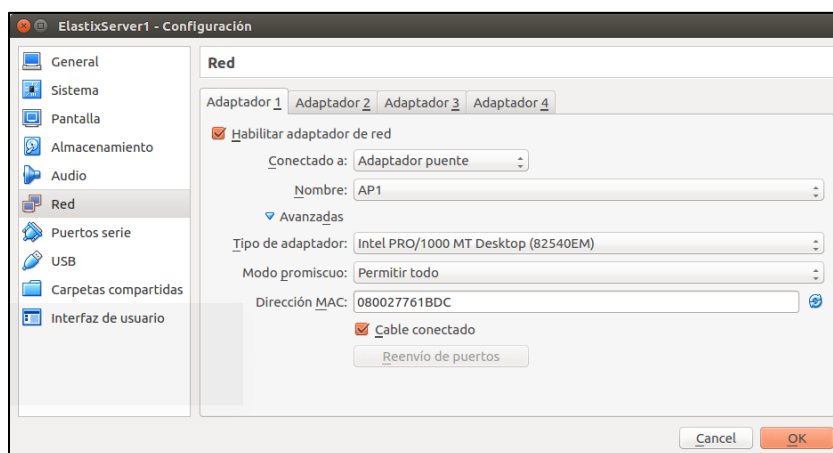 ElastixServer1 - Configuración
General
Sistema
Pantalla
Almacenamiento
Audio
Red
Puertos serie
USB
Carpetas compartidas
Interfaz de usuario
Red
Adaptador 1 Adaptador 2 Adaptador 3 Adaptador 4
Habilitar adaptador de red
Conectado a: Adaptador puente
Nombre: AP1
Avanzadas
Tipo de adaptador: Intel PRO/1000 MT Desktop (82540EM)
Modo promiscuo: Permitir todo
Dirección MAC: 080027761BDC
Cable conectado
Reenvío de puertos
Cancel OK